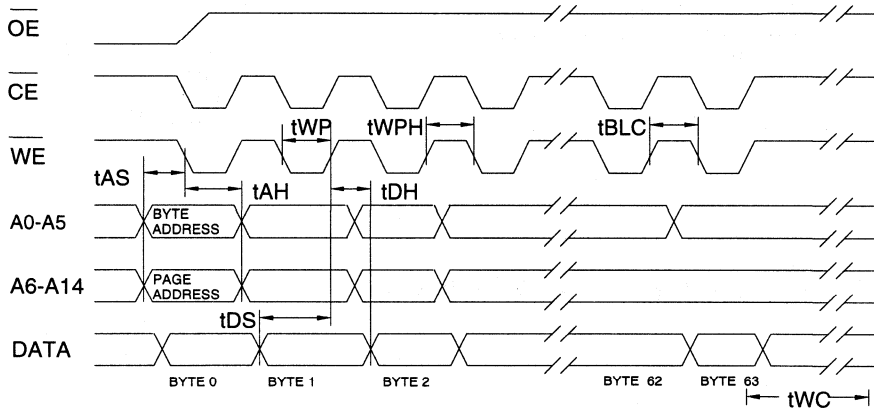 OE
CE
tWP
tWPH
tBLC
WE
tAS
tAH
tDH
A0-A5
BYTE
ADDRESS
A6-A14
PAGE
ADDRESS
tDS
DATA
BYTE 0
BYTE 1
BYTE 2
BYTE 62
BYTE 63
tWC